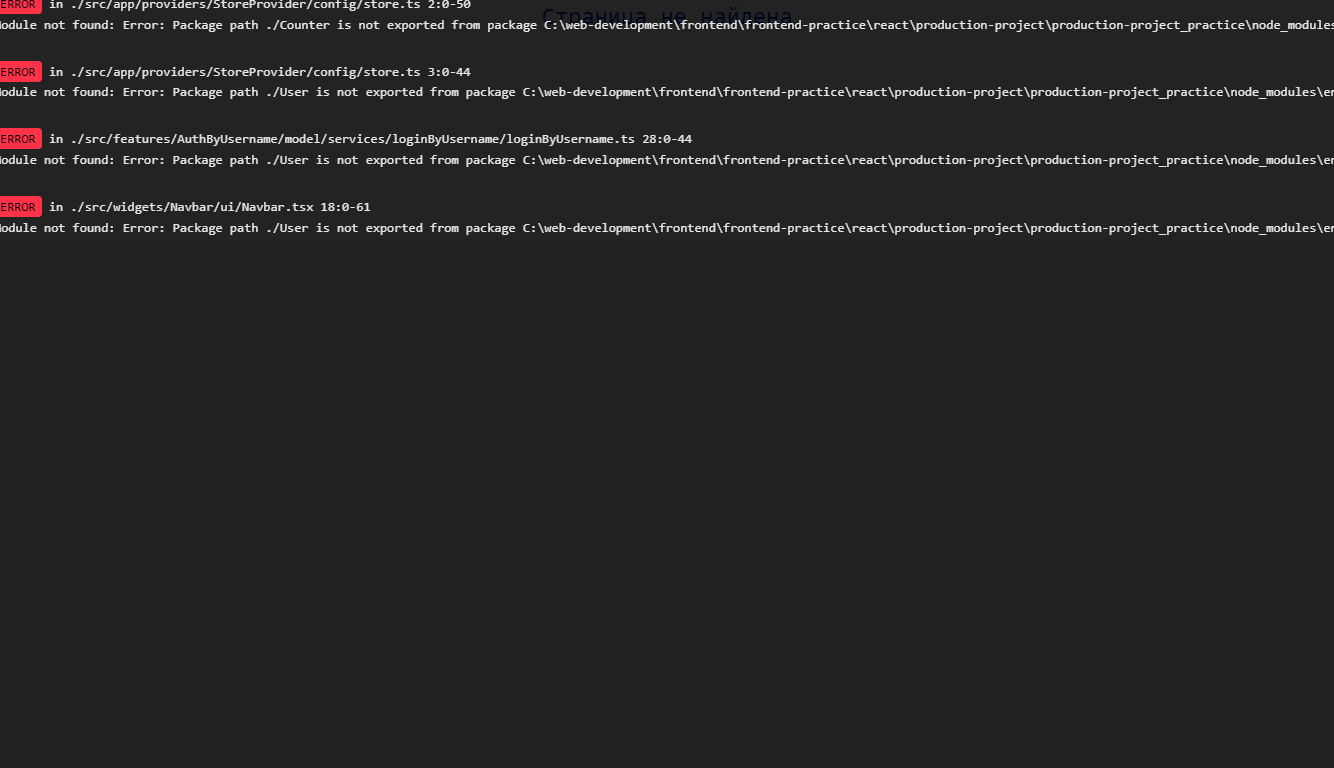 ERROR in ./src/app/providers/StoreProvider/config/store.ts 2:0-50
Страница не найдена
odule not found: Error: Package path ./Counter is not exported from package C:\web-development\frontend\frontend-practice\react\production-project\production-project_practice\node_modules
ERROR in ./src/app/providers/StoreProvider/config/store.ts 3:0-44
odule not found: Error: Package path ./User is not exported from package C:\web-development\frontend\frontend-practice\react\production-project\production-project_practice\node_modules\en
ERROR in ./src/features/AuthByUsername/model/services/loginByUsername/loginByUsername.ts 28:0-44
odule not found: Error: Package path ./User is not exported from package C:\web-development\frontend\frontend-practice\react\production-project\production-project_practice\node_modules\en
ERROR in ./src/widgets/Navbar/ui/Navbar.tsx 18:0-61
odule not found: Error: Package path ./User is not exported from package C:\web-development\frontend\frontend-practice\react\production-project\production-project_practice\node_modules\en